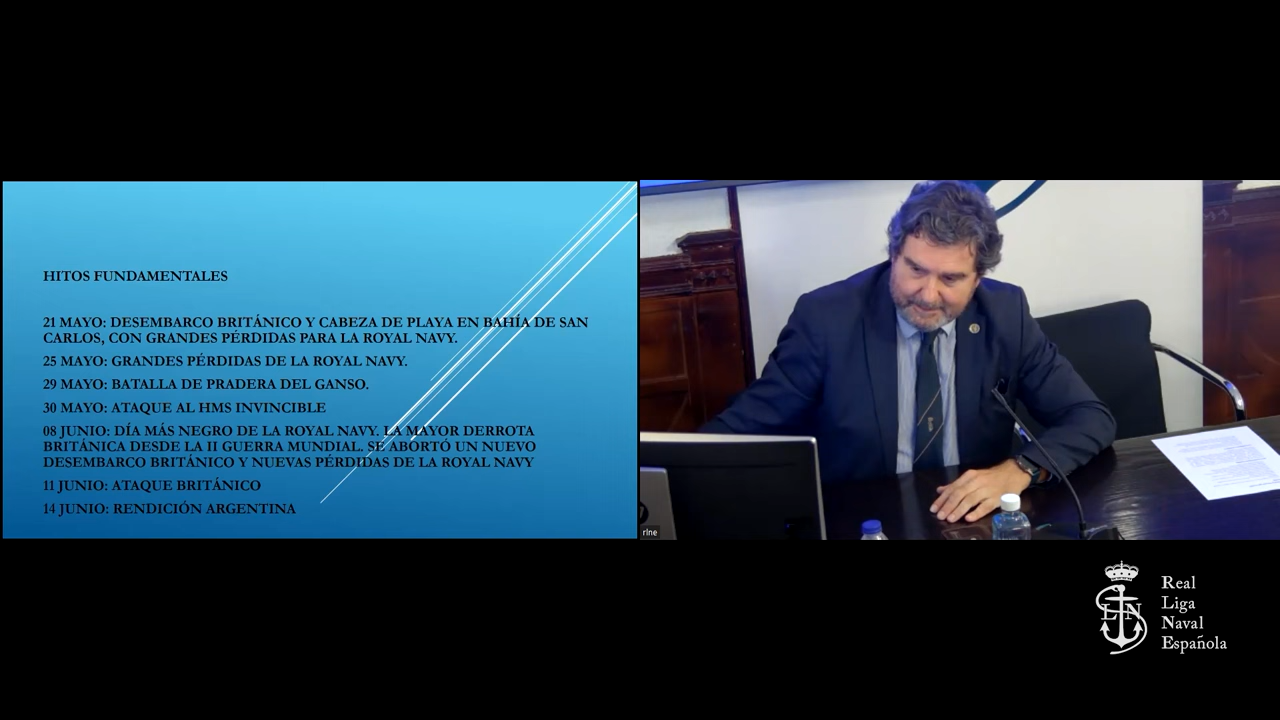 HITOS FUNDAMENTALES
21 MAYO: DESEMBARCO BRITÁNICO Y CABEZA DE PLAYA EN BAHÍA DE SAN
CARLOS, CON GRANDES PÉRDIDAS PARA LA ROYAL NAVY.
25 MAYO: GRANDES PÉRDIDAS DE LA ROYAL NAVY.
29 MAYO: BATALLA DE PRADERA DEL GANSO.
30 MAYO: ATAQUE AL HMS INVINCIBLE
08 JUNIO: DÍA MÁS NEGRO DE LA ROYAL NAVY. LA MAYOR DERROTA
BRITÁNICA DESDE LA II GUERRA MUNDIAL. SE ABORTÓ UN NUEVO
DESEMBARCO BRITÁNICO Y NUEVAS PÉRDIDAS DE LA ROYAL NAVY
11 JUNIO: ATAQUE BRITÁNICO
14 JUNIO: RENDICIÓN ARGENTINA
rlne
LN
Real
Liga
Naval
Española